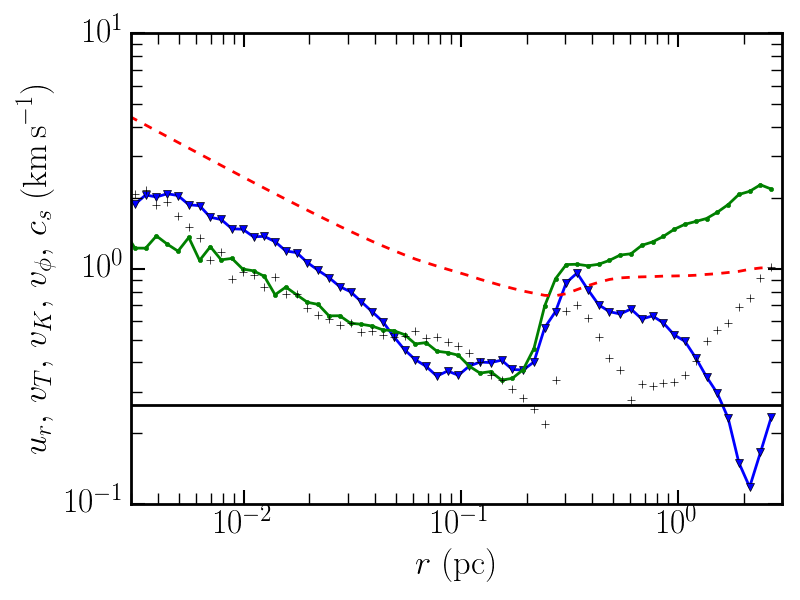 10^1
10^0
10^{-1}
u_r, v_T, v_K, v_ϕ, c_s (km s^{-1})
10^{-2} 10^{-1} 10^0
r (pc)